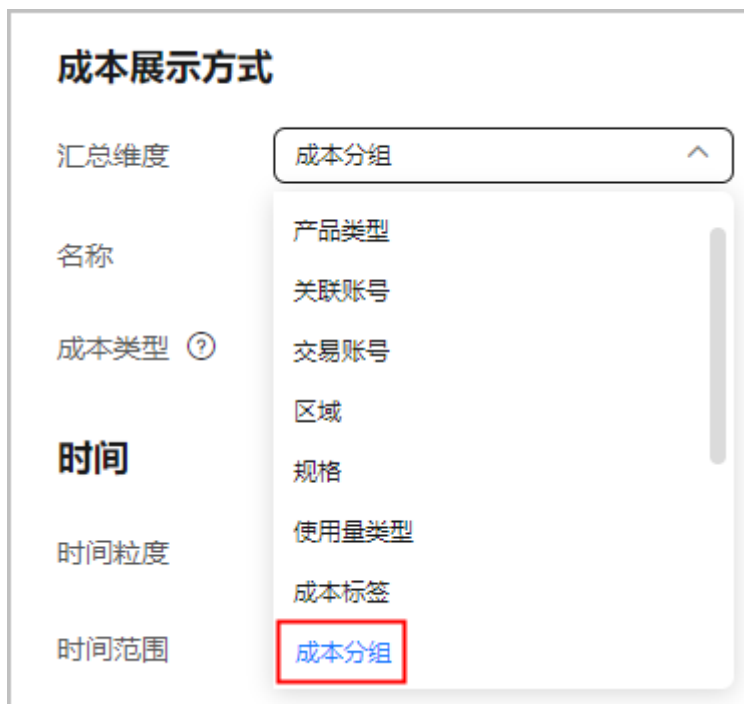 成本展示方式
汇总维度
成本分组
产品类型
名称
关联账号
成本类型 ?
交易账号
区域
时间
规格
使用量类型
时间粒度
成本标签
时间范围
成本分组